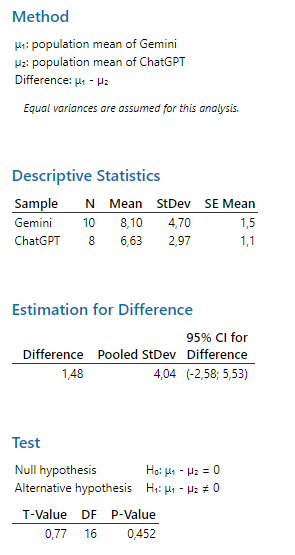 Method
μ₁: population mean of Gemini
μ₂: population mean of ChatGPT
Difference: μ₁ - μ₂
Equal variances are assumed for this analysis.
Descriptive Statistics
Sample N Mean StDev SE Mean
Gemini 10 8,10 4,70 1,5
ChatGPT 8 6,63 2,97 1,1
Estimation for Difference
95% CI for
Difference Pooled StDev Difference
1,48 4,04 (-2,58; 5,53)
Test
Null hypothesis H₀: μ₁ - μ₂ = 0
Alternative hypothesis H₁: μ₁ - μ₂ ≠ 0
T-Value DF P-Value
0,77 16 0,452